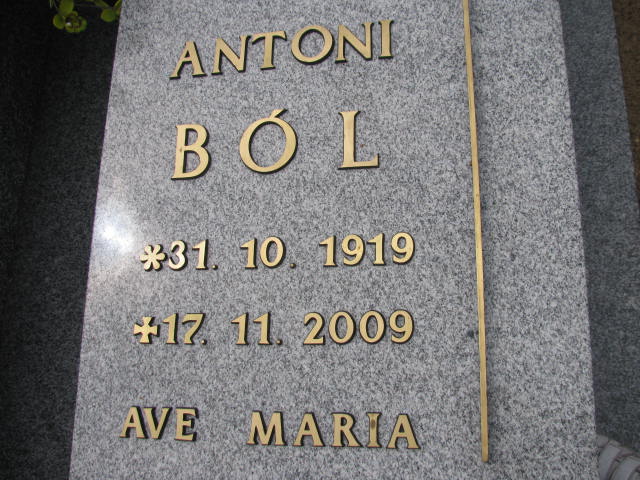 ANTONI
BÓL
*31. 10. 1919
✠17. 11. 2009
AVE MARIA